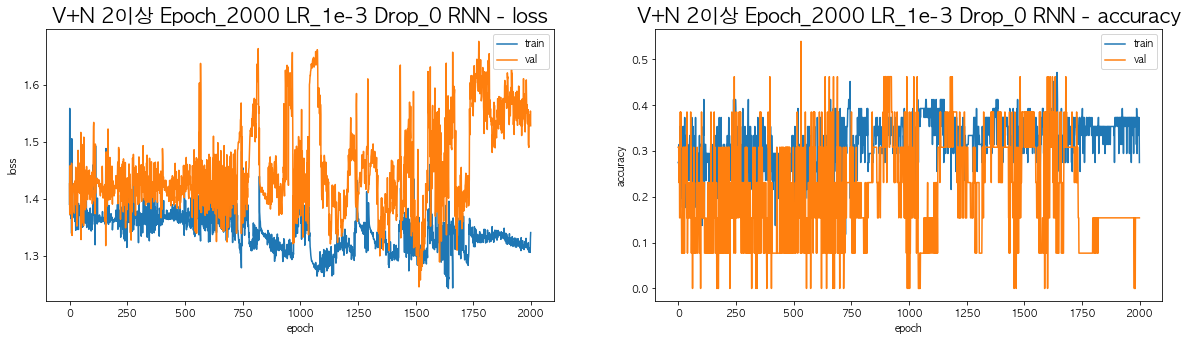 V+N 2이상 Epoch_2000 LR_1e-3 Drop_0 RNN - loss
train
val
1.6
1.5
1.4
1.3
loss
0 250 500 750 1000 1250 1500 1750 2000
epoch
V+N 2이상 Epoch_2000 LR_1e-3 Drop_0 RNN - accuracy
train
val
0.5
0.4
0.3
0.2
0.1
0.0
accuracy
0 250 500 750 1000 1250 1500 1750 2000
epoch